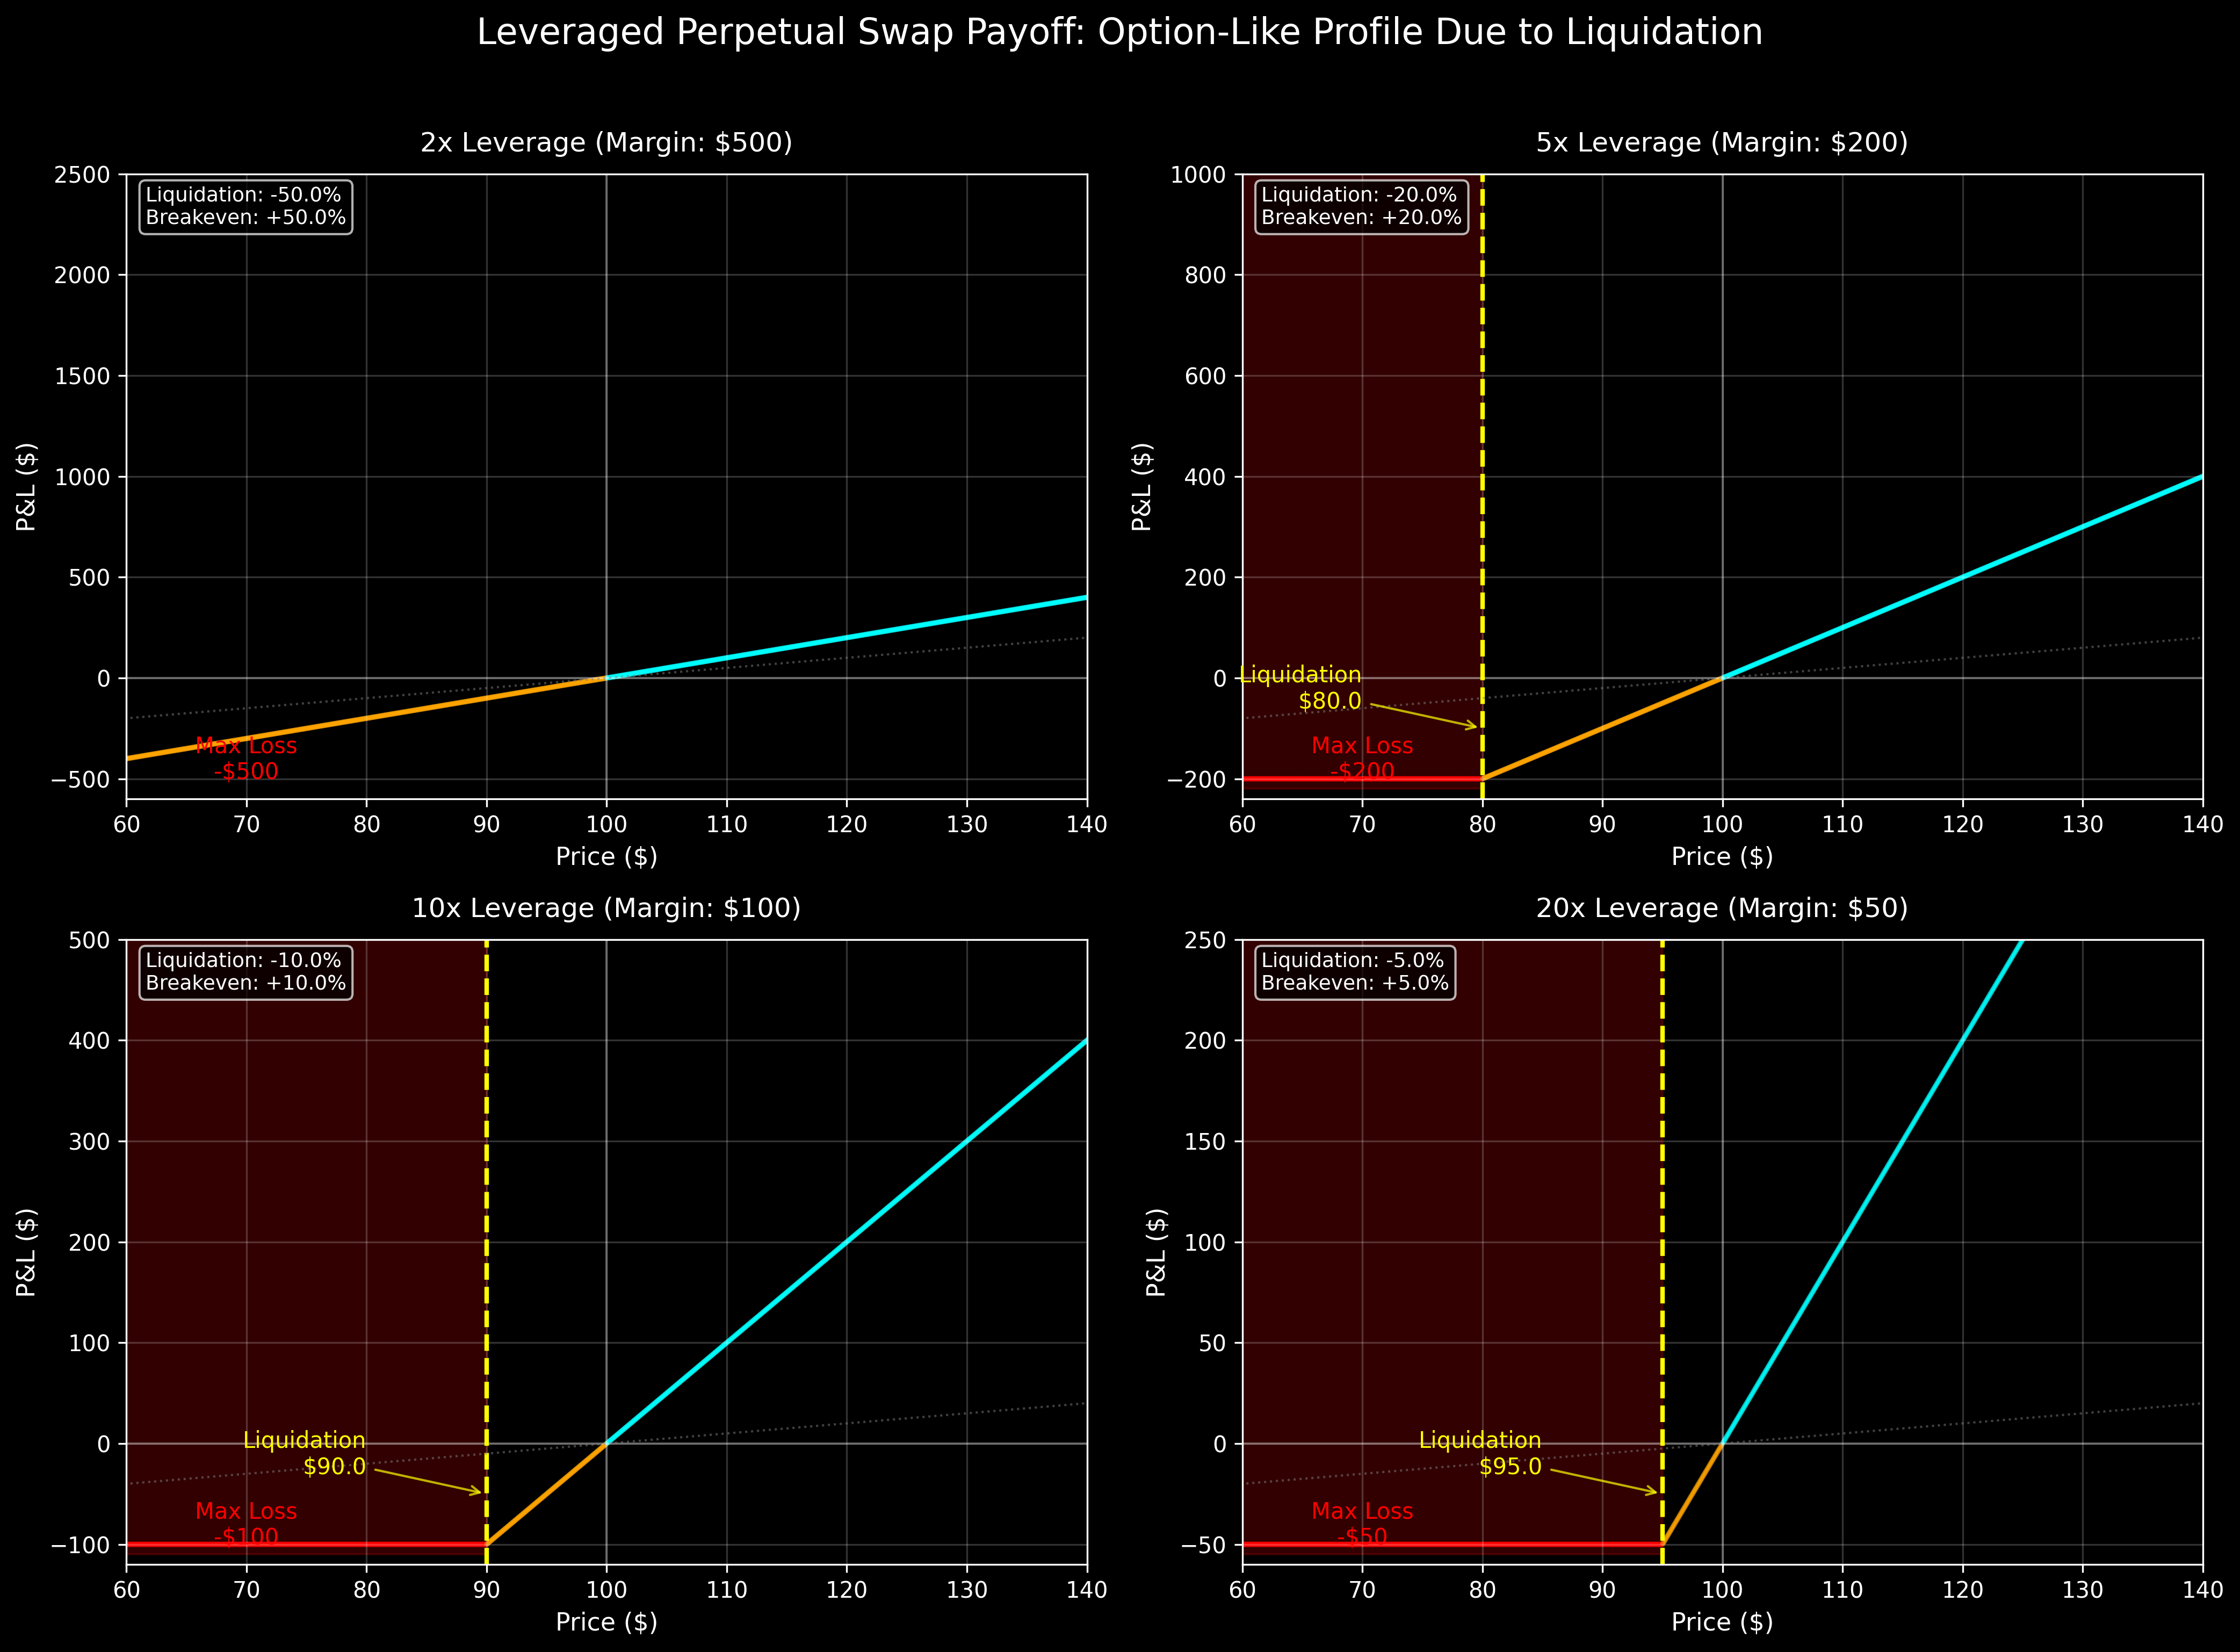 Leveraged Perpetual Swap Payoff: Option-Like Profile Due to Liquidation
2x Leverage (Margin: $500)
Liquidation: -50.0%
Breakeven: +50.0%
P&L ($)
2500
2000
1500
1000
500
0
−500
Max Loss
-$500
60 70 80 90 100 110 120 130 140
Price ($)
5x Leverage (Margin: $200)
Liquidation: -20.0%
Breakeven: +20.0%
P&L ($)
1000
800
600
400
200
0
−200
Liquidation
$80.0
Max Loss
-$200
60 70 80 90 100 110 120 130 140
Price ($)
10x Leverage (Margin: $100)
Liquidation: -10.0%
Breakeven: +10.0%
P&L ($)
500
400
300
200
100
0
−100
Liquidation
$90.0
Max Loss
-$100
60 70 80 90 100 110 120 130 140
Price ($)
20x Leverage (Margin: $50)
Liquidation: -5.0%
Breakeven: +5.0%
P&L ($)
250
200
150
100
50
0
−50
Liquidation
$95.0
Max Loss
-$50
60 70 80 90 100 110 120 130 140
Price ($)